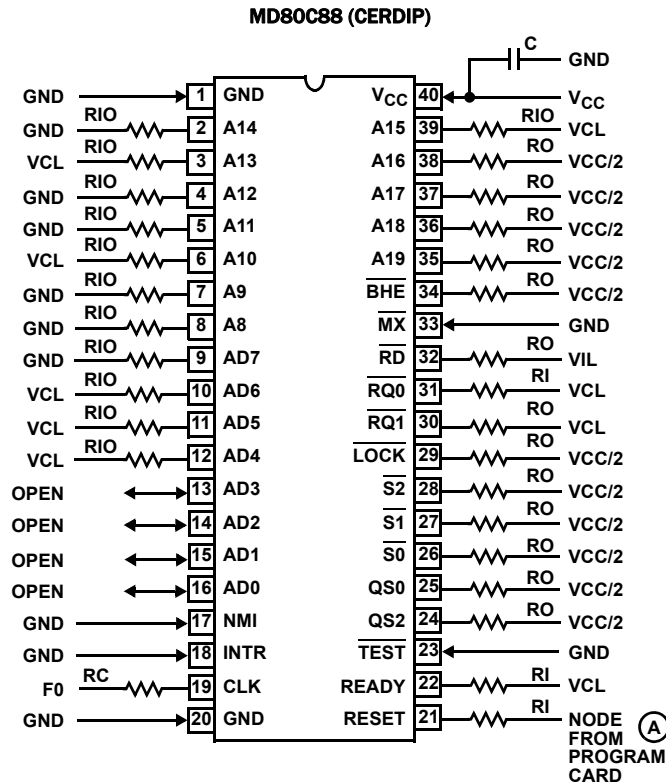 MD80C88 (CERDIP)
C GND
GND 1 GND VCC 40 VCC
GND RIO 2 A14 A15 39 RIO VCL
VCL RIO 3 A13 A16 38 RO VCC/2
GND RIO 4 A12 A17 37 RO VCC/2
GND RIO 5 A11 A18 36 RO VCC/2
VCL RIO 6 A10 A19 35 RO VCC/2
GND RIO 7 A9 BHE 34 RO VCC/2
GND RIO 8 A8 MX 33 GND
GND RIO 9 AD7 RD 32 RO VIL
VCL RIO 10 AD6 RQ0 31 RI VCL
VCL RIO 11 AD5 RQ1 30 RO VCL
VCL RIO 12 AD4 LOCK 29 RO VCC/2
OPEN 13 AD3 S2 28 RO VCC/2
OPEN 14 AD2 S1 27 RO VCC/2
OPEN 15 AD1 S0 26 RO VCC/2
OPEN 16 AD0 QS0 25 RO VCC/2
GND 17 NMI QS2 24 RO VCC/2
GND 18 INTR TEST 23 GND
F0 RC 19 CLK READY 22 RI VCL
GND 20 GND RESET 21 RI NODE A
FROM
PROGRAM
CARD